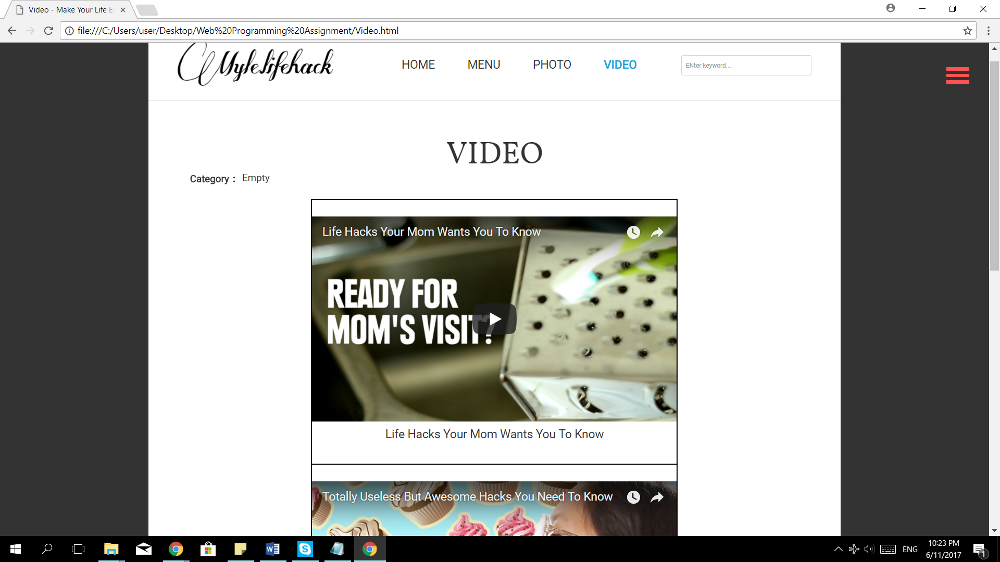 Video - Make Your Life Ea
file:///C:/Users/user/Desktop/Web%20Programming%20Assignment/Video.html
Mylelifehack
HOME MENU PHOTO VIDEO
ENter keyword...
VIDEO
Category : Empty
Life Hacks Your Mom Wants You To Know
READY FOR
MOM'S VISIT?
Life Hacks Your Mom Wants You To Know
Totally Useless But Awesome Hacks You Need To Know
ENG
10:23 PM
6/11/2017
1